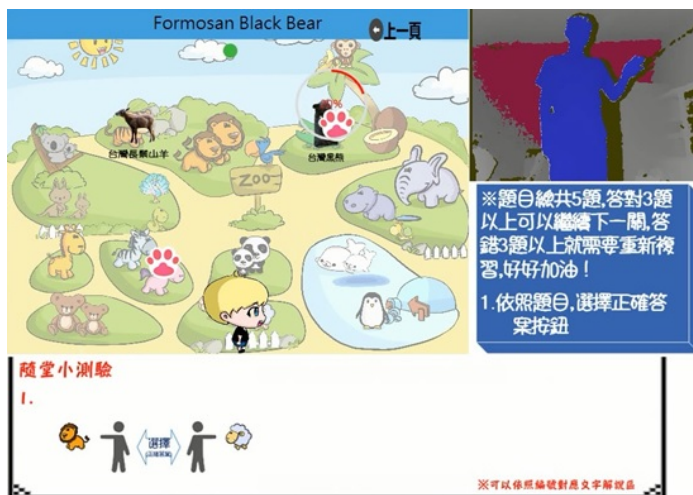 Formosan Black Bear
上一頁
台灣長鬃山羊
台灣黑熊
ZOO
※題目總共5題,答對3題
以上可以繼續下一關,答
錯3題以上就需要重新複
習,好好加油!
1.依照題目,選擇正確答
案按鈕
隨堂小測驗
1.
選擇
※可以依照編號對應文字解說區